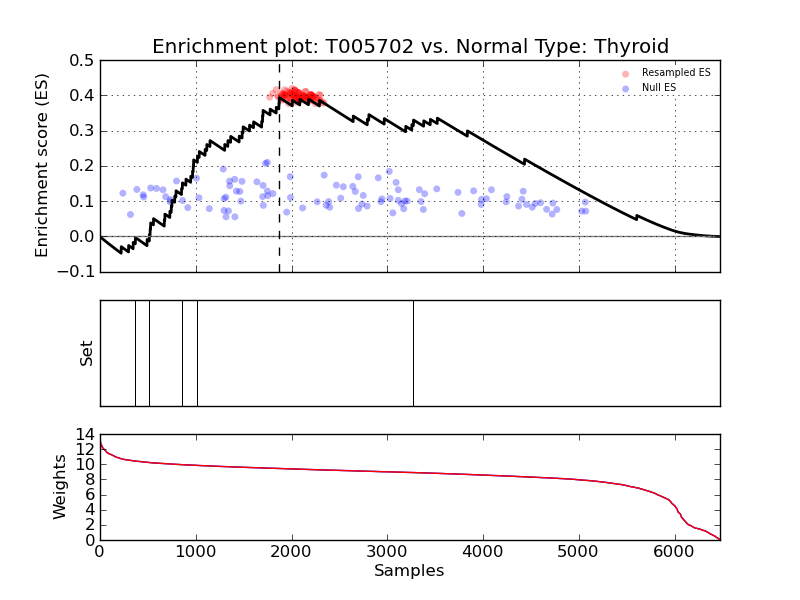 Enrichment plot: T005702 vs. Normal Type: Thyroid
Enrichment score (ES)
0.5
0.4
0.3
0.2
0.1
0.0
−0.1
Resampled ES
Null ES
Set
Weights
14
12
10
8
6
4
2
0
0 1000 2000 3000 4000 5000 6000
Samples